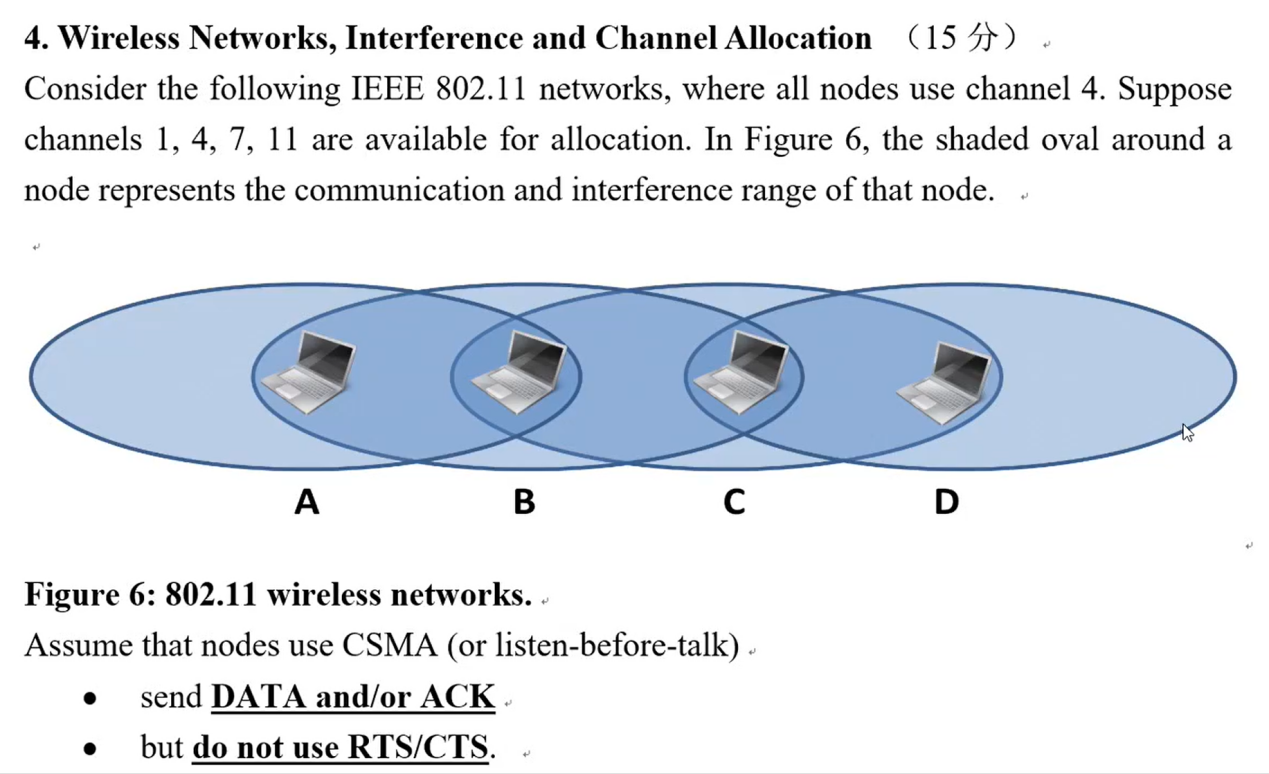 4. Wireless Networks, Interference and Channel Allocation （15 分）
Consider the following IEEE 802.11 networks, where all nodes use channel 4. Suppose
channels 1, 4, 7, 11 are available for allocation. In Figure 6, the shaded oval around a
node represents the communication and interference range of that node.
A B C D
Figure 6: 802.11 wireless networks.
Assume that nodes use CSMA (or listen-before-talk)
• send DATA and/or ACK
• but do not use RTS/CTS.